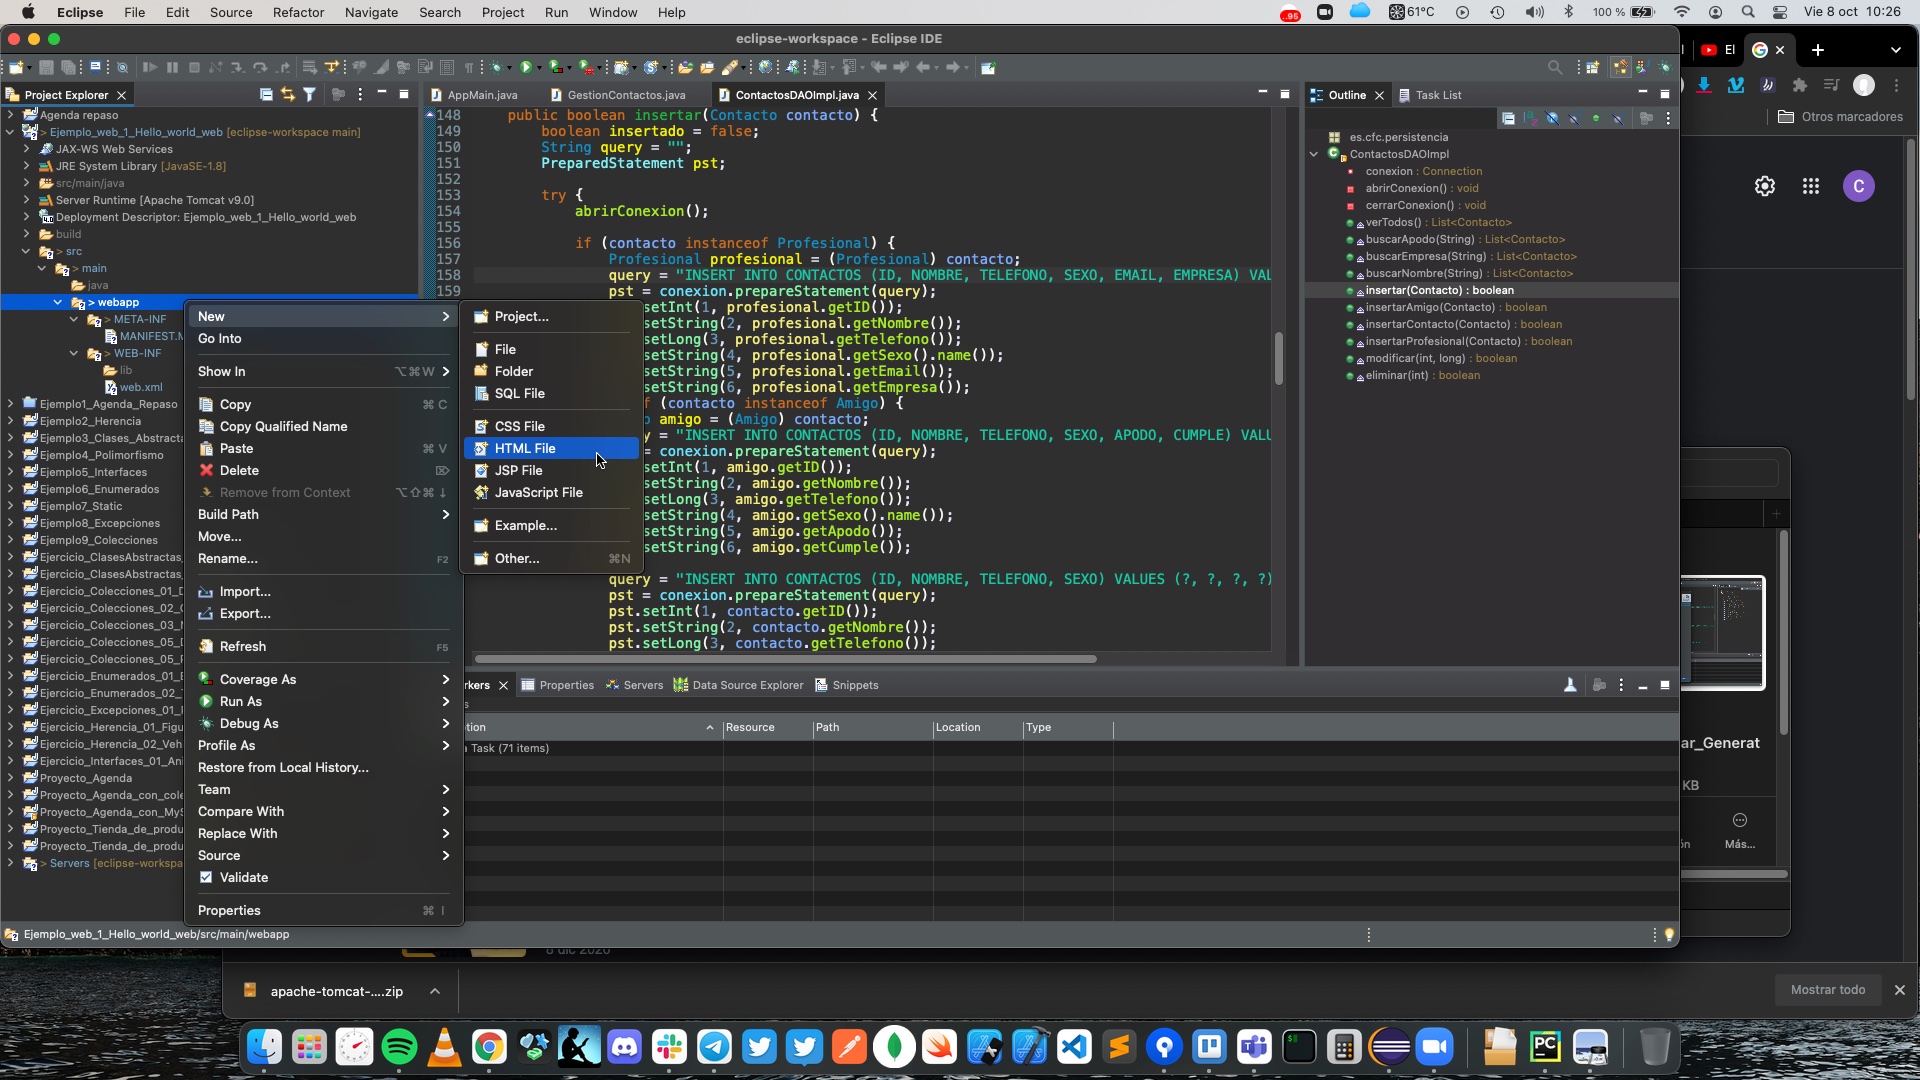 Eclipse File Edit Source Refactor Navigate Search Project Run Window Help
..95 61°C 100 % Vie 8 oct 10:26
eclipse-workspace - Eclipse IDE
Project Explorer
Agenda repaso
> Ejemplo_web_1_Hello_world_web [eclipse-workspace main]
JAX-WS Web Services
JRE System Library [JavaSE-1.8]
src/main/java
Server Runtime [Apache Tomcat v9.0]
Deployment Descriptor: Ejemplo_web_1_Hello_world_web
build
> src
> main
java
> webapp
> META-INF
MANIFEST.M
> WEB-INF
lib
web.xml
Ejemplo1_Agenda_Repaso
Ejemplo2_Herencia
Ejemplo3_Clases_Abstracta
Ejemplo4_Polimorfismo
Ejemplo5_Interfaces
Ejemplo6_Enumerados
Ejemplo7_Static
Ejemplo8_Excepciones
Ejemplo9_Colecciones
Ejercicio_ClasesAbstractas_
Ejercicio_ClasesAbstractas_
Ejercicio_Colecciones_01_
Ejercicio_Colecciones_02_
Ejercicio_Colecciones_03_
Ejercicio_Colecciones_05_
Ejercicio_Colecciones_05_
Ejercicio_Enumerados_01_
Ejercicio_Enumerados_02_
Ejercicio_Excepciones_01_
Ejercicio_Herencia_01_Figu
Ejercicio_Herencia_02_Veh
Ejercicio_Interfaces_01_Ani
Proyecto_Agenda
Proyecto_Agenda_con_cole
Proyecto_Agenda_con_MyS
Proyecto_Tienda_de_produ
Proyecto_Tienda_de_produ
> Servers [eclipse-workspa
New
Go Into
Show In ⌥⌘W
Copy ⌘C
Copy Qualified Name
Paste ⌘V
Delete ⌦
Remove from Context ⌥⇧⌘↓
Build Path
Move...
Rename... F2
Import...
Export...
Refresh F5
Coverage As
Run As
Debug As
Profile As
Restore from Local History...
Team
Compare With
Replace With
Source
Validate
Properties ⌘I
Project...
File
Folder
SQL File
CSS File
HTML File
JSP File
JavaScript File
Example...
Other... ⌘N
AppMain.java GestionContactos.java ContactosDAOImpl.java
148 public boolean insertar(Contacto contacto) {
149 boolean insertado = false;
150 String query = "";
151 PreparedStatement pst;
152
153 try {
154 abrirConexion();
155
156 if (contacto instanceof Profesional) {
157 Profesional profesional = (Profesional) contacto;
158 query = "INSERT INTO CONTACTOS (ID, NOMBRE, TELEFONO, SEXO, EMAIL, EMPRESA) VAL
159 pst = conexion.prepareStatement(query);
setInt(1, profesional.getID());
setString(2, profesional.getNombre());
setLong(3, profesional.getTelefono());
setString(4, profesional.getSexo().name());
setString(5, profesional.getEmail());
setString(6, profesional.getEmpresa());
f (contacto instanceof Amigo) {
o amigo = (Amigo) contacto;
y = "INSERT INTO CONTACTOS (ID, NOMBRE, TELEFONO, SEXO, APODO, CUMPLE) VALU
= conexion.prepareStatement(query);
setInt(1, amigo.getID());
setString(2, amigo.getNombre());
setLong(3, amigo.getTelefono());
setString(4, amigo.getSexo().name());
setString(5, amigo.getApodo());
setString(6, amigo.getCumple());
query = "INSERT INTO CONTACTOS (ID, NOMBRE, TELEFONO, SEXO) VALUES (?, ?, ?, ?)
pst = conexion.prepareStatement(query);
pst.setInt(1, contacto.getID());
pst.setString(2, contacto.getNombre());
pst.setLong(3, contacto.getTelefono());
Outline Task List
es.cfc.persistencia
ContactosDAOImpl
conexion : Connection
abrirConexion() : void
cerrarConexion() : void
verTodos() : List<Contacto>
buscarApodo(String) : List<Contacto>
buscarEmpresa(String) : List<Contacto>
buscarNombre(String) : List<Contacto>
insertar(Contacto) : boolean
insertarAmigo(Contacto) : boolean
insertarContacto(Contacto) : boolean
insertarProfesional(Contacto) : boolean
modificar(int, long) : boolean
eliminar(int) : boolean
rkers Properties Servers Data Source Explorer Snippets
s
tion Resource Path Location Type
a Task (71 items)
Ejemplo_web_1_Hello_world_web/src/main/webapp
El
Otros marcadores
C
ar_Generat
KB
ón Más...
8 dic 2020
apache-tomcat-....zip
Mostrar todo
PC